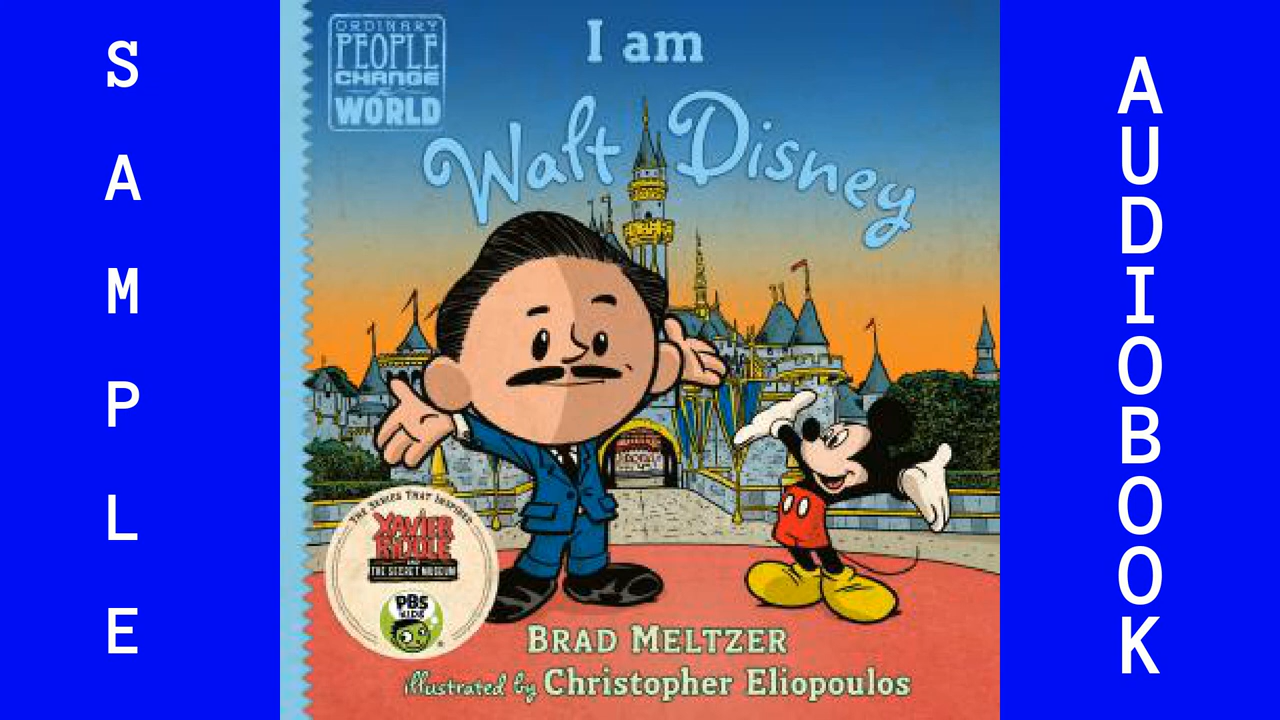 SAMPLE
ORDINARY
PEOPLE
CHANGE
the
WORLD
I am
Walt Disney
THE SERIES THAT INSPIRED
XAVIER
RIDDLE
AND
THE SECRET MUSEUM
PBS
KIDS
BRAD MELTZER
illustrated by Christopher Eliopoulos
AUDIOBOOK